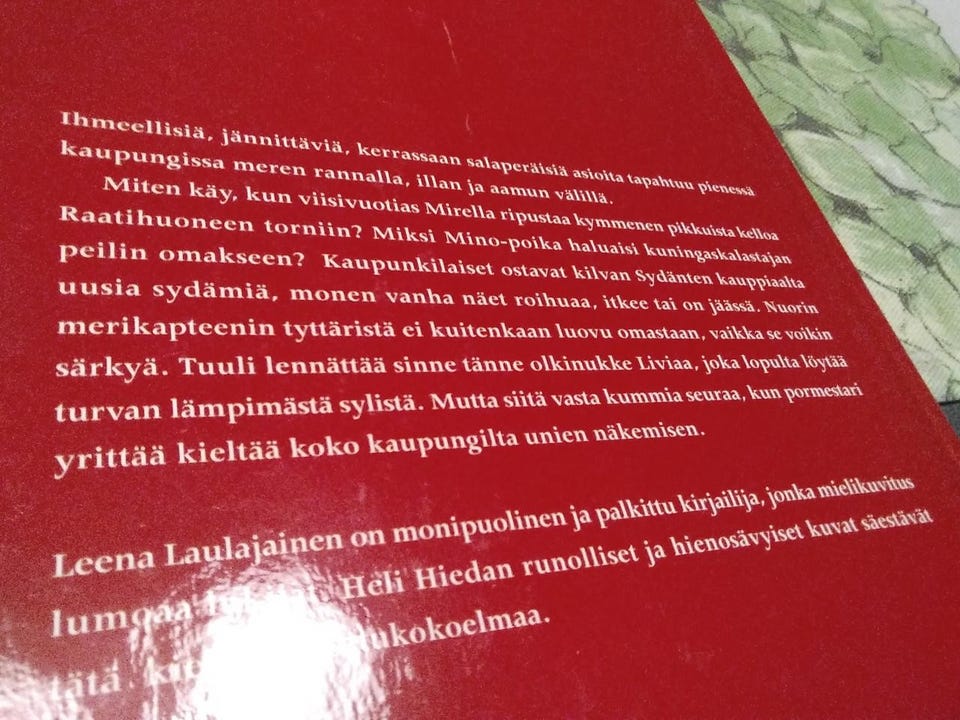 Ihmeellisiä, jännittäviä, kerrassaan salaperäisiä asioita tapahtuu pienessä
kaupungissa meren rannalla, illan ja aamun välillä.
Miten käy, kun viisivuotias Mirella ripustaa kymmenen pikkuista kelloa
Raatihuoneen torniin? Miksi Mino-poika haluaisi kuningaskalastajan
peilin omakseen? Kaupunkilaiset ostavat kilvan Sydänten kauppiaalta
uusia sydämiä, monen vanha näet roihuaa, itkee tai on jäässä. Nuorin
merikapteenin tyttäristä ei kuitenkaan luovu omastaan, vaikka se voikin
särkyä. Tuuli lennättää sinne tänne olkinukke Liviaa, joka lopulta löytää
turvan lämpimästä sylistä. Mutta siitä vasta kummia seuraa, kun pormestari
yrittää kieltää koko kaupungilta unien näkemisen.
Leena Laulajainen on monipuolinen ja palkittu kirjailija, jonka mielikuvitus
lumoaa Heli Hiedan runolliset ja hienosävyiset kuvat säestävät
tätä